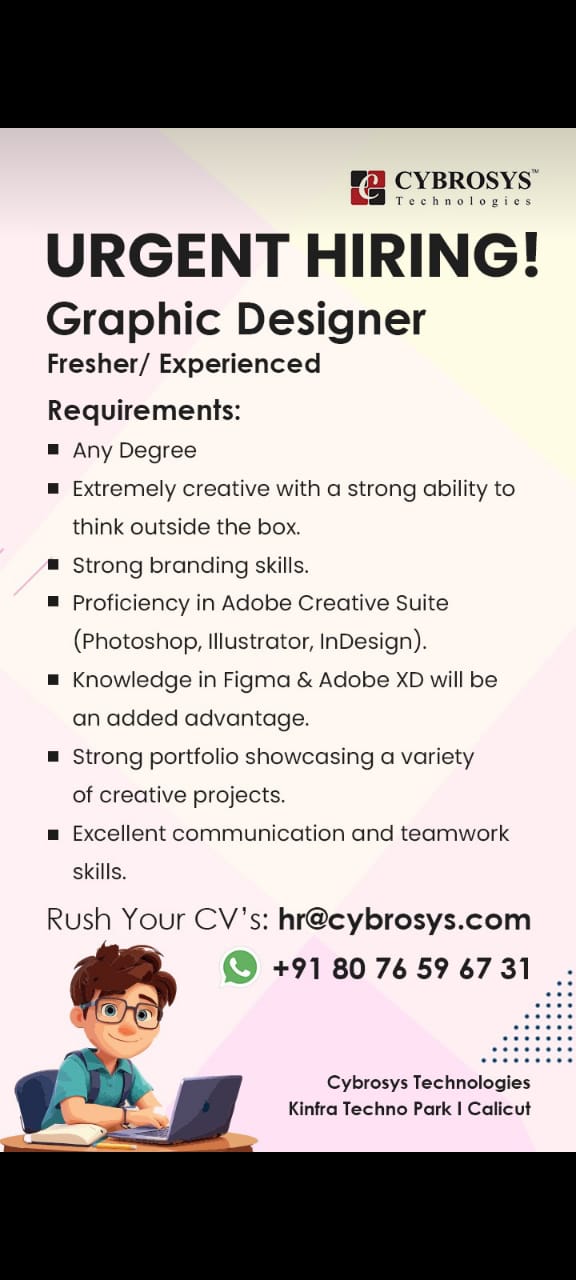 CYBROSYS™
Technologies
URGENT HIRING!
Graphic Designer
Fresher/ Experienced
Requirements:
▪ Any Degree
▪ Extremely creative with a strong ability to
think outside the box.
▪ Strong branding skills.
▪ Proficiency in Adobe Creative Suite
(Photoshop, Illustrator, InDesign).
▪ Knowledge in Figma & Adobe XD will be
an added advantage.
▪ Strong portfolio showcasing a variety
of creative projects.
▪ Excellent communication and teamwork
skills.
Rush Your CV's: hr@cybrosys.com
+91 80 76 59 67 31
Cybrosys Technologies
Kinfra Techno Park I Calicut